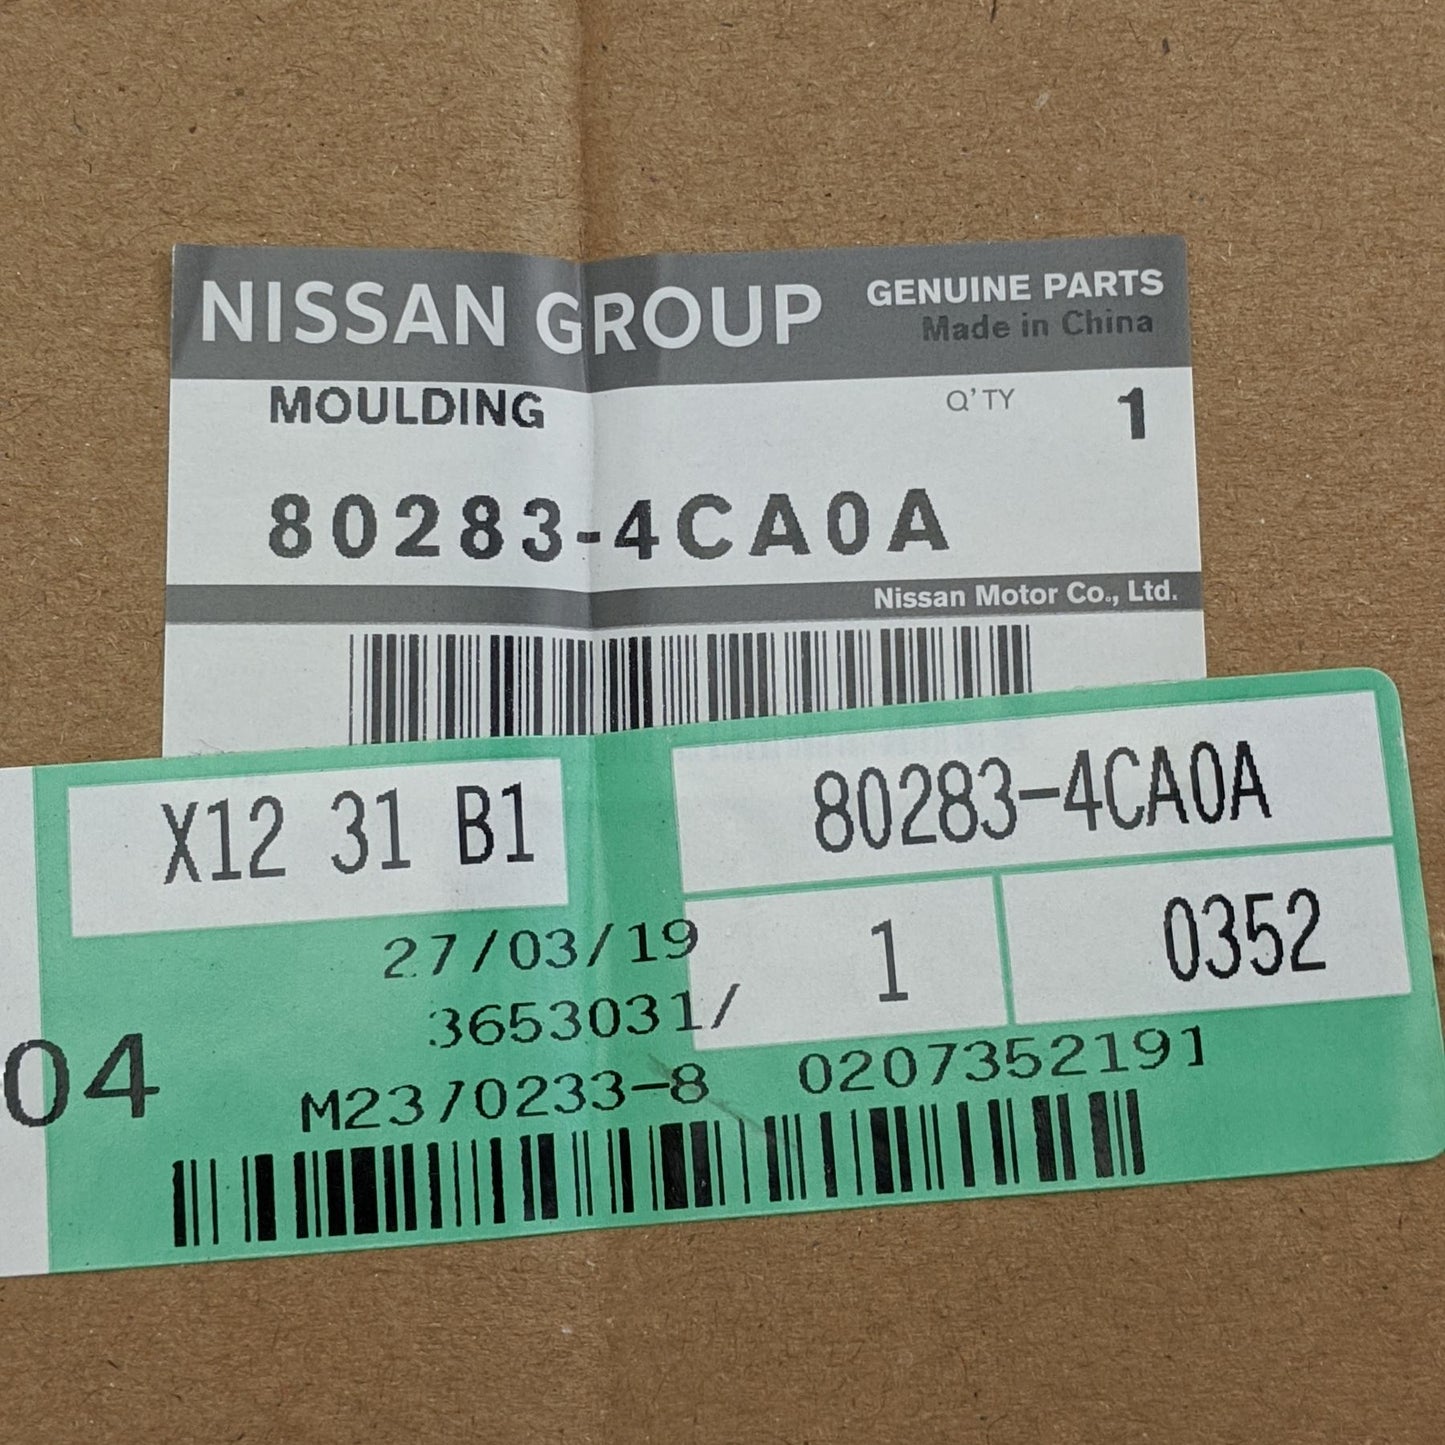 NISSAN GROUP
GENUINE PARTS
Made in China
MOULDING
Q'TY 1
80283-4CA0A
Nissan Motor Co., Ltd.
X12 31 B1
80283-4CA0A
27/03/19
1
0352
3653031/
04
M23/0233-8
0207352191